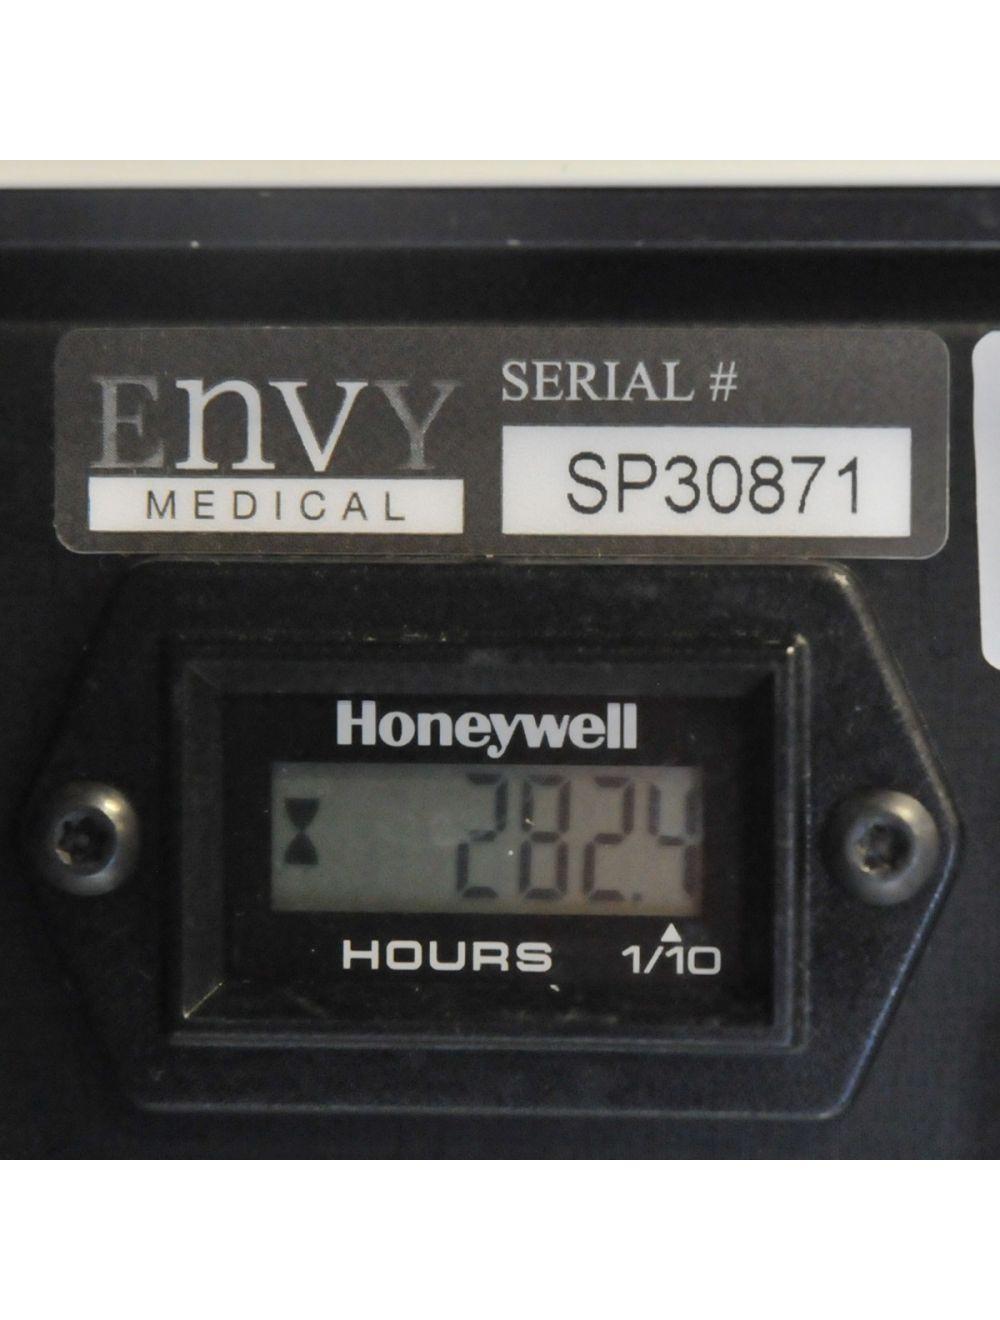 EnvY
MEDICAL
SERIAL #
SP30871
Honeywell
282.4
HOURS 1/10